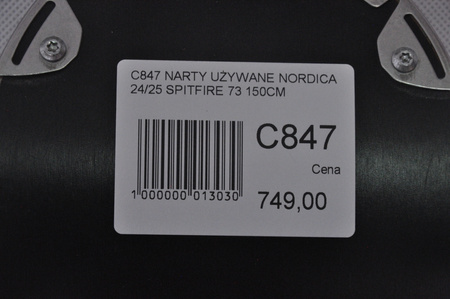 C847 NARTY UŻYWANE NORDICA
24/25 SPITFIRE 73 150CM
C847
Cena
1 000000 013030
749,00